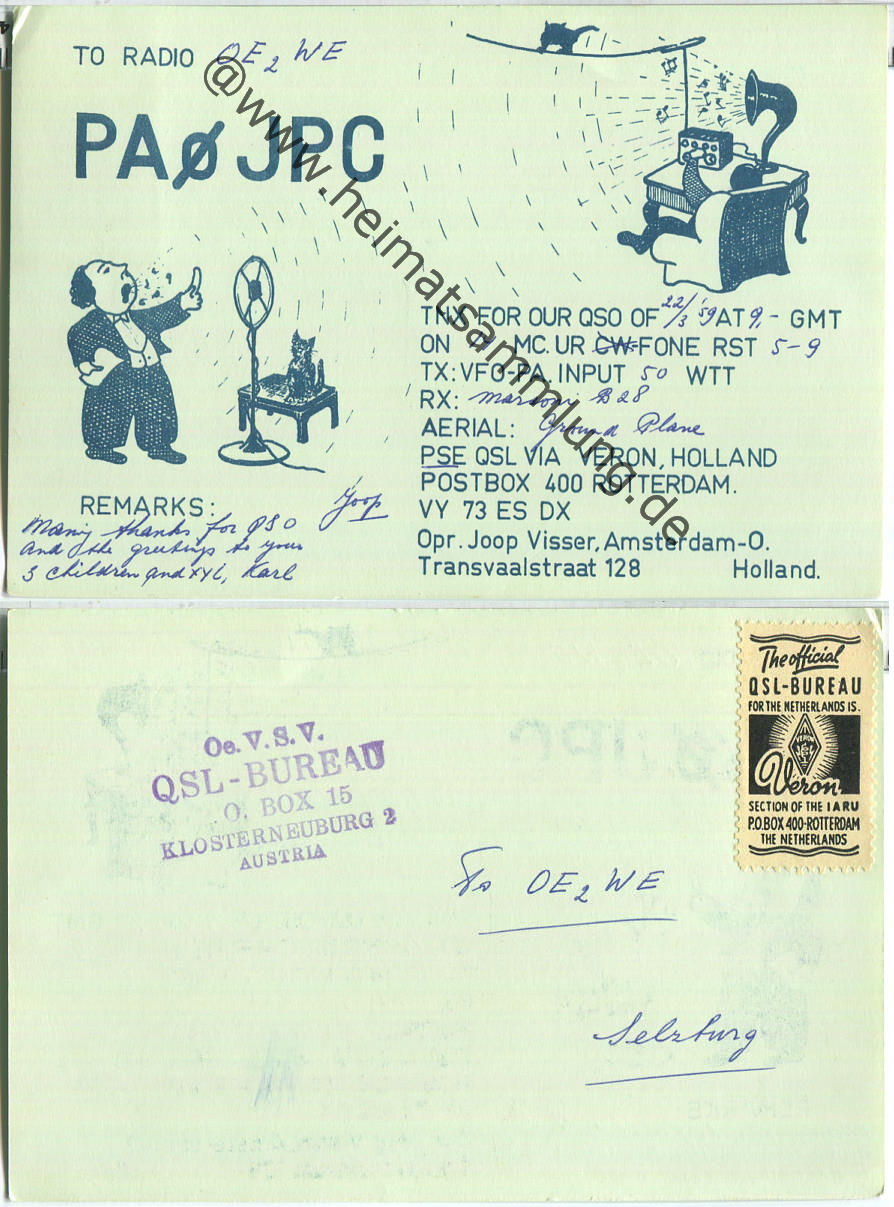 TO RADIO OE2WE
PAØJPC
TNX FOR OUR QSO OF 22/3 '59 AT 9,- GMT
ON MC. UR CW-FONE RST 5-9
TX: VFO-PA. INPUT 50 WTT
RX: Marconi B28
AERIAL: Ground Plane
PSE QSL VIA VERON, HOLLAND
POSTBOX 400 ROTTERDAM.
VY 73 ES DX
Opr. Joop Visser, Amsterdam-O.
Transvaalstraat 128 Holland.
REMARKS: Joop
Many thanks for QSO
and the greetings to your
3 children and XYL, Karl
@www.heimatsammlung.de
Oe.V.S.V.
QSL-BUREAU
O. BOX 15
KLOSTERNEUBURG 2
AUSTRIA
The official
QSL-BUREAU
FOR THE NETHERLANDS IS.
VERON
Veron
SECTION OF THE IARU
P.O.BOX 400-ROTTERDAM
THE NETHERLANDS
To OE2WE
Selzburg